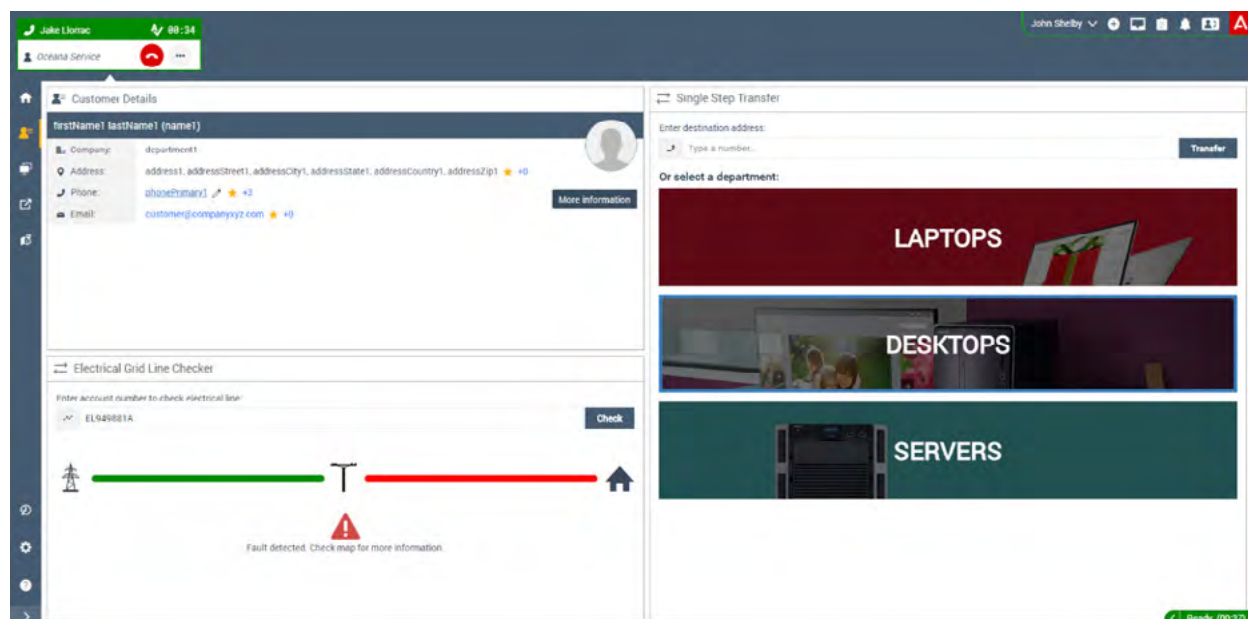 Jake Llomac 00:34
Oceana Service
John Shelby
Customer Details
firstName1 lastName1 (name1)
Company: department1
Address: address1, addressStreet1, addressCity1, addressState1, addressCountry1, addressZip1 +0
Phone: phonePrimary1 +3
Email: customer@companyxyz.com +0
More information
Electrical Grid Line Checker
Enter account number to check electrical line:
EL949881A
Check
Fault detected. Check map for more information.
Single Step Transfer
Enter destination address:
Type a number...
Transfer
Or select a department:
LAPTOPS
DESKTOPS
SERVERS
Ready (00:37)